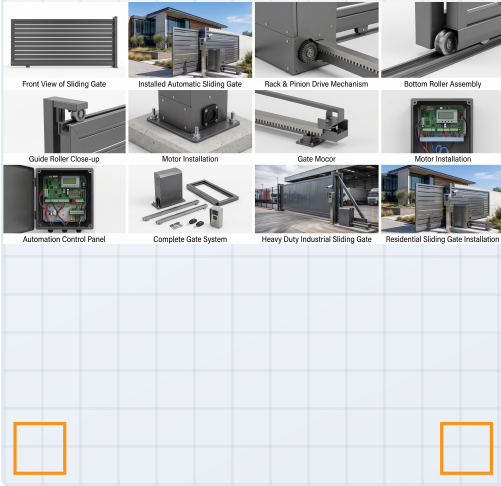 Front View of Sliding Gate
Installed Automatic Sliding Gate
Rack & Pinion Drive Mechanism
Bottom Roller Assembly
Guide Roller Close-up
Motor Installation
Gate Mocor
Motor Installation
Automation Control Panel
Complete Gate System
Heavy Duty Industrial Sliding Gate
Residential Sliding Gate Installation